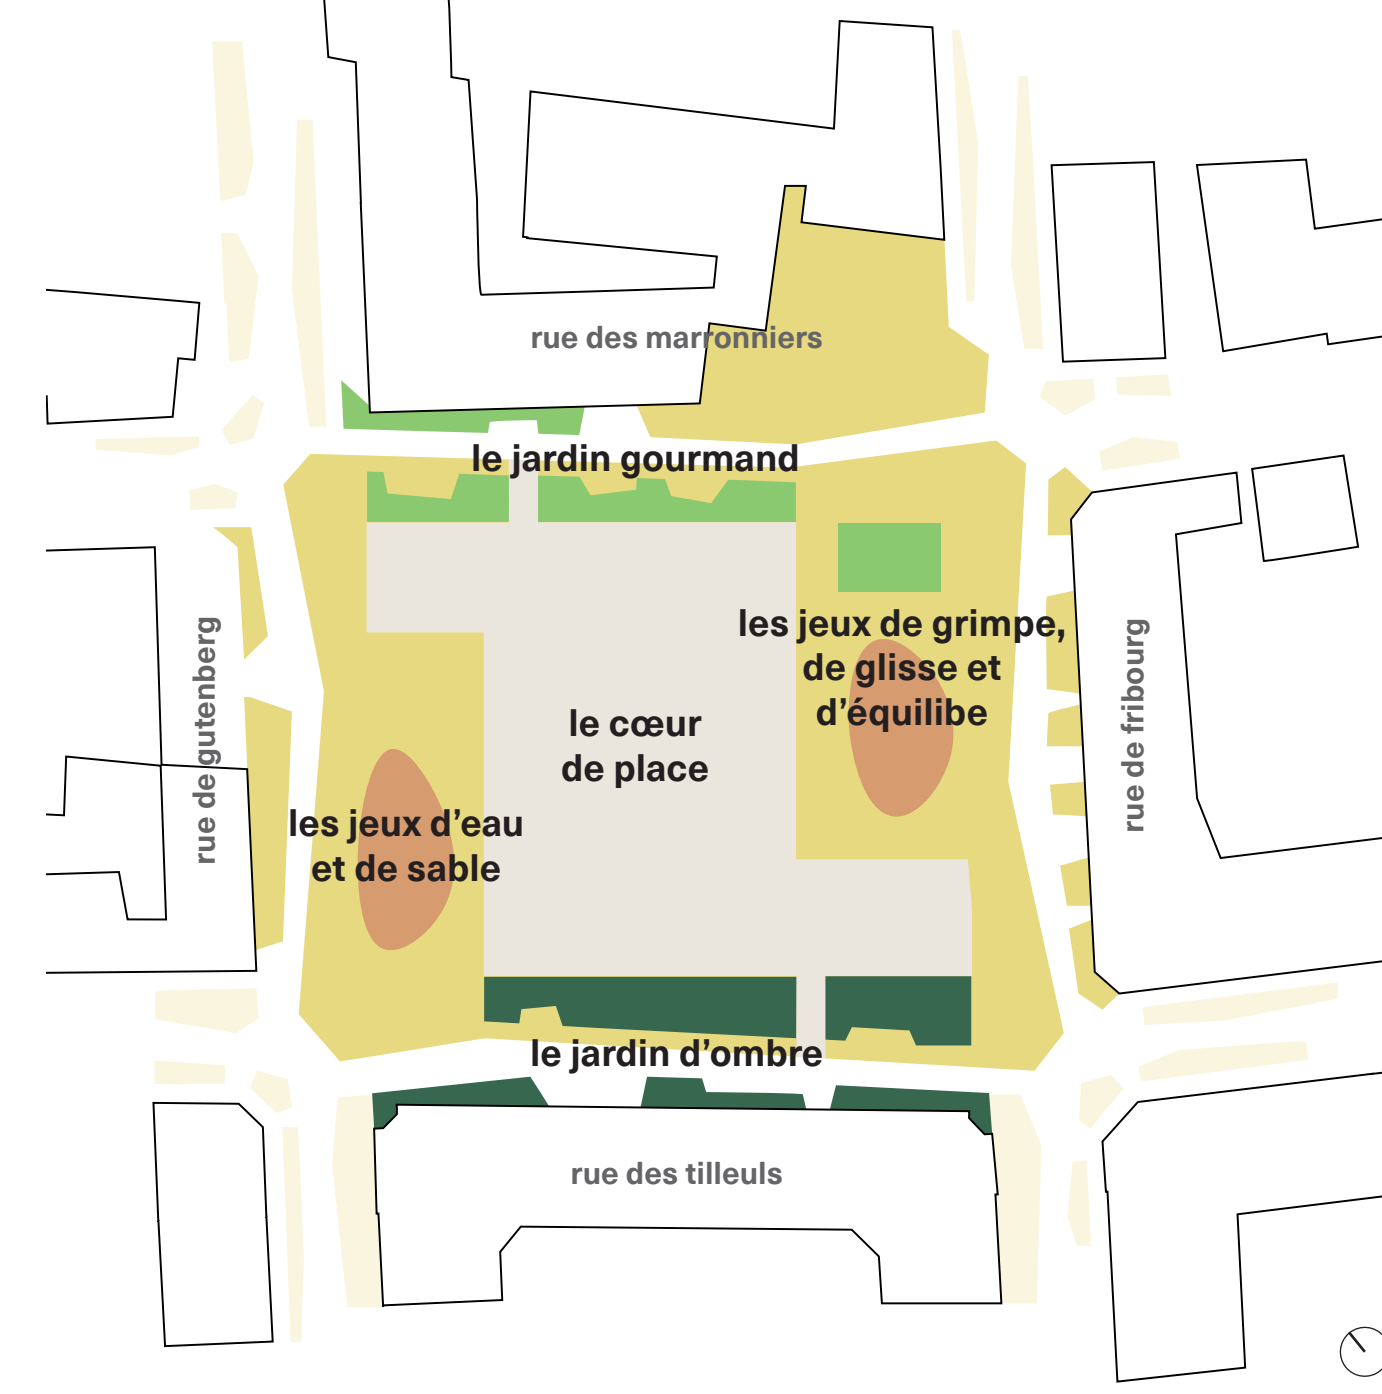 rue des marronniers
le jardin gourmand
les jeux de grimpe,
de glisse et
d’équilibe
rue de gutenberg
rue de fribourg
le cœur
de place
les jeux d’eau
et de sable
le jardin d’ombre
rue des tilleuls